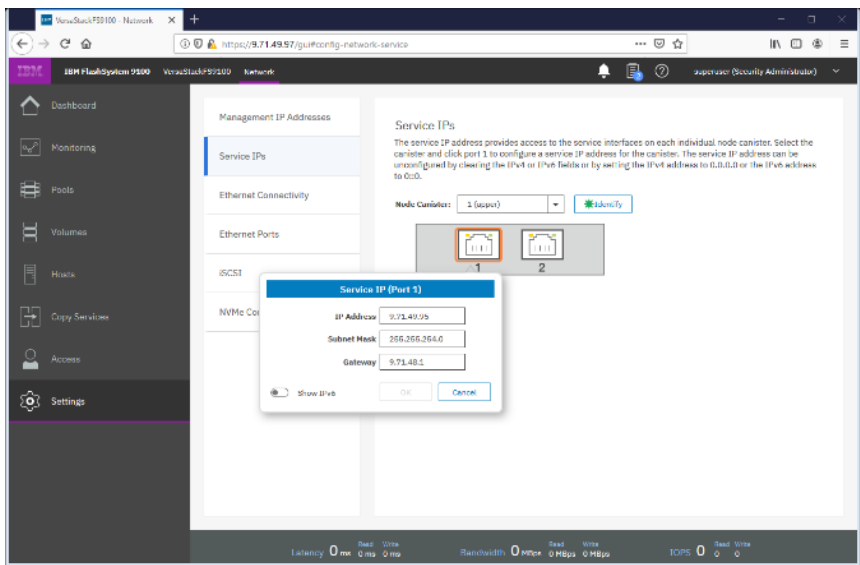 VersaStackFS9100 - Network
https://9.71.49.97/gui#config-network-service
IBM
IBM FlashSystem 9100 VersaStackFS9100 Network
superuser (Security Administrator)
Dashboard
Monitoring
Pools
Volumes
Hosts
Copy Services
Access
Settings
Management IP Addresses
Service IPs
Ethernet Connectivity
Ethernet Ports
iSCSI
NVMe
Service IPs
The service IP address provides access to the service interfaces on each individual node canister. Select the
canister and click port 1 to configure a service IP address for the canister. The service IP address can be
unconfigured by clearing the IPv4 or IPv6 fields or by setting the IPv4 address to 0.0.0.0 or the IPv6 address
to 0::0.
Node Canister: 1 (upper) Identify
1 2
Service IP (Port 1)
IP Address 9.71.49.95
Subnet Mask 255.255.254.0
Gateway 9.71.48.1
Show IPv6 OK Cancel
Latency 0 ms Read 0 ms Write 0 ms
Bandwidth 0 MBps Read 0 MBps Write 0 MBps
IOPS 0 Read 0 Write 0